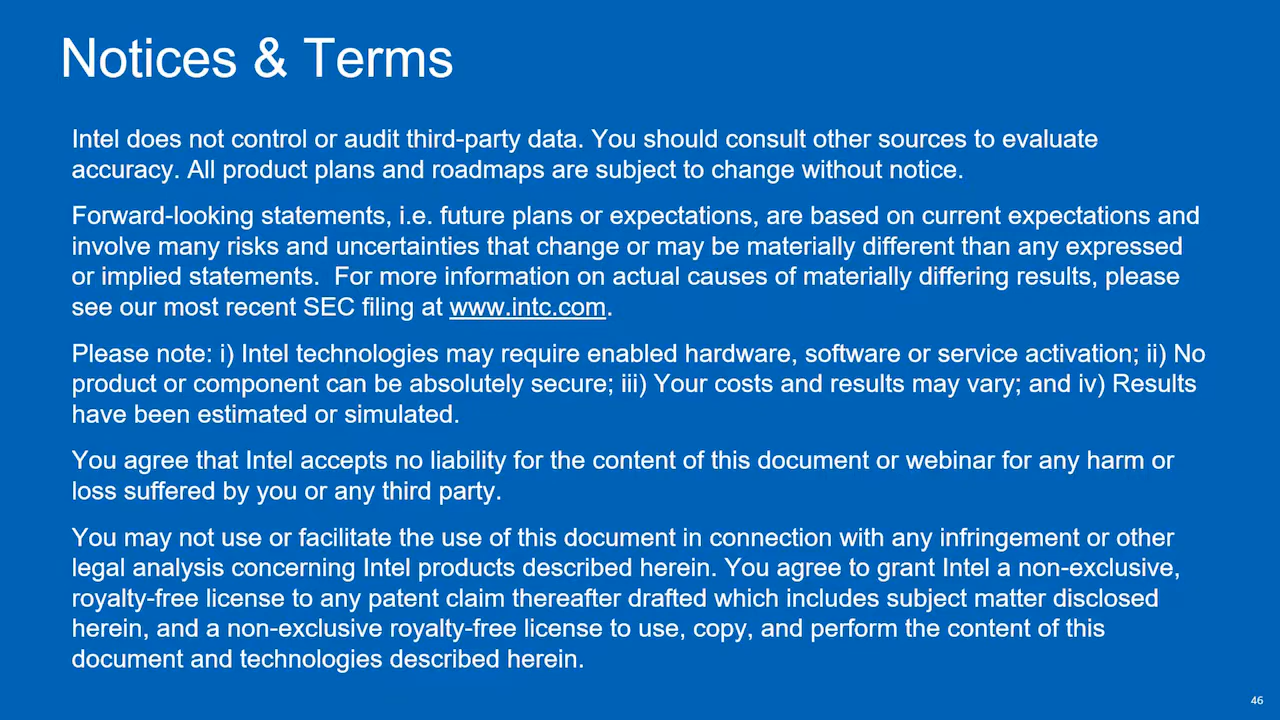 Notices & Terms
Intel does not control or audit third-party data. You should consult other sources to evaluate
accuracy. All product plans and roadmaps are subject to change without notice.
Forward-looking statements, i.e. future plans or expectations, are based on current expectations and
involve many risks and uncertainties that change or may be materially different than any expressed
or implied statements.  For more information on actual causes of materially differing results, please
see our most recent SEC filing at www.intc.com.
Please note: i) Intel technologies may require enabled hardware, software or service activation; ii) No
product or component can be absolutely secure; iii) Your costs and results may vary; and iv) Results
have been estimated or simulated.
You agree that Intel accepts no liability for the content of this document or webinar for any harm or
loss suffered by you or any third party.
You may not use or facilitate the use of this document in connection with any infringement or other
legal analysis concerning Intel products described herein. You agree to grant Intel a non-exclusive,
royalty-free license to any patent claim thereafter drafted which includes subject matter disclosed
herein, and a non-exclusive royalty-free license to use, copy, and perform the content of this
document and technologies described herein.
46